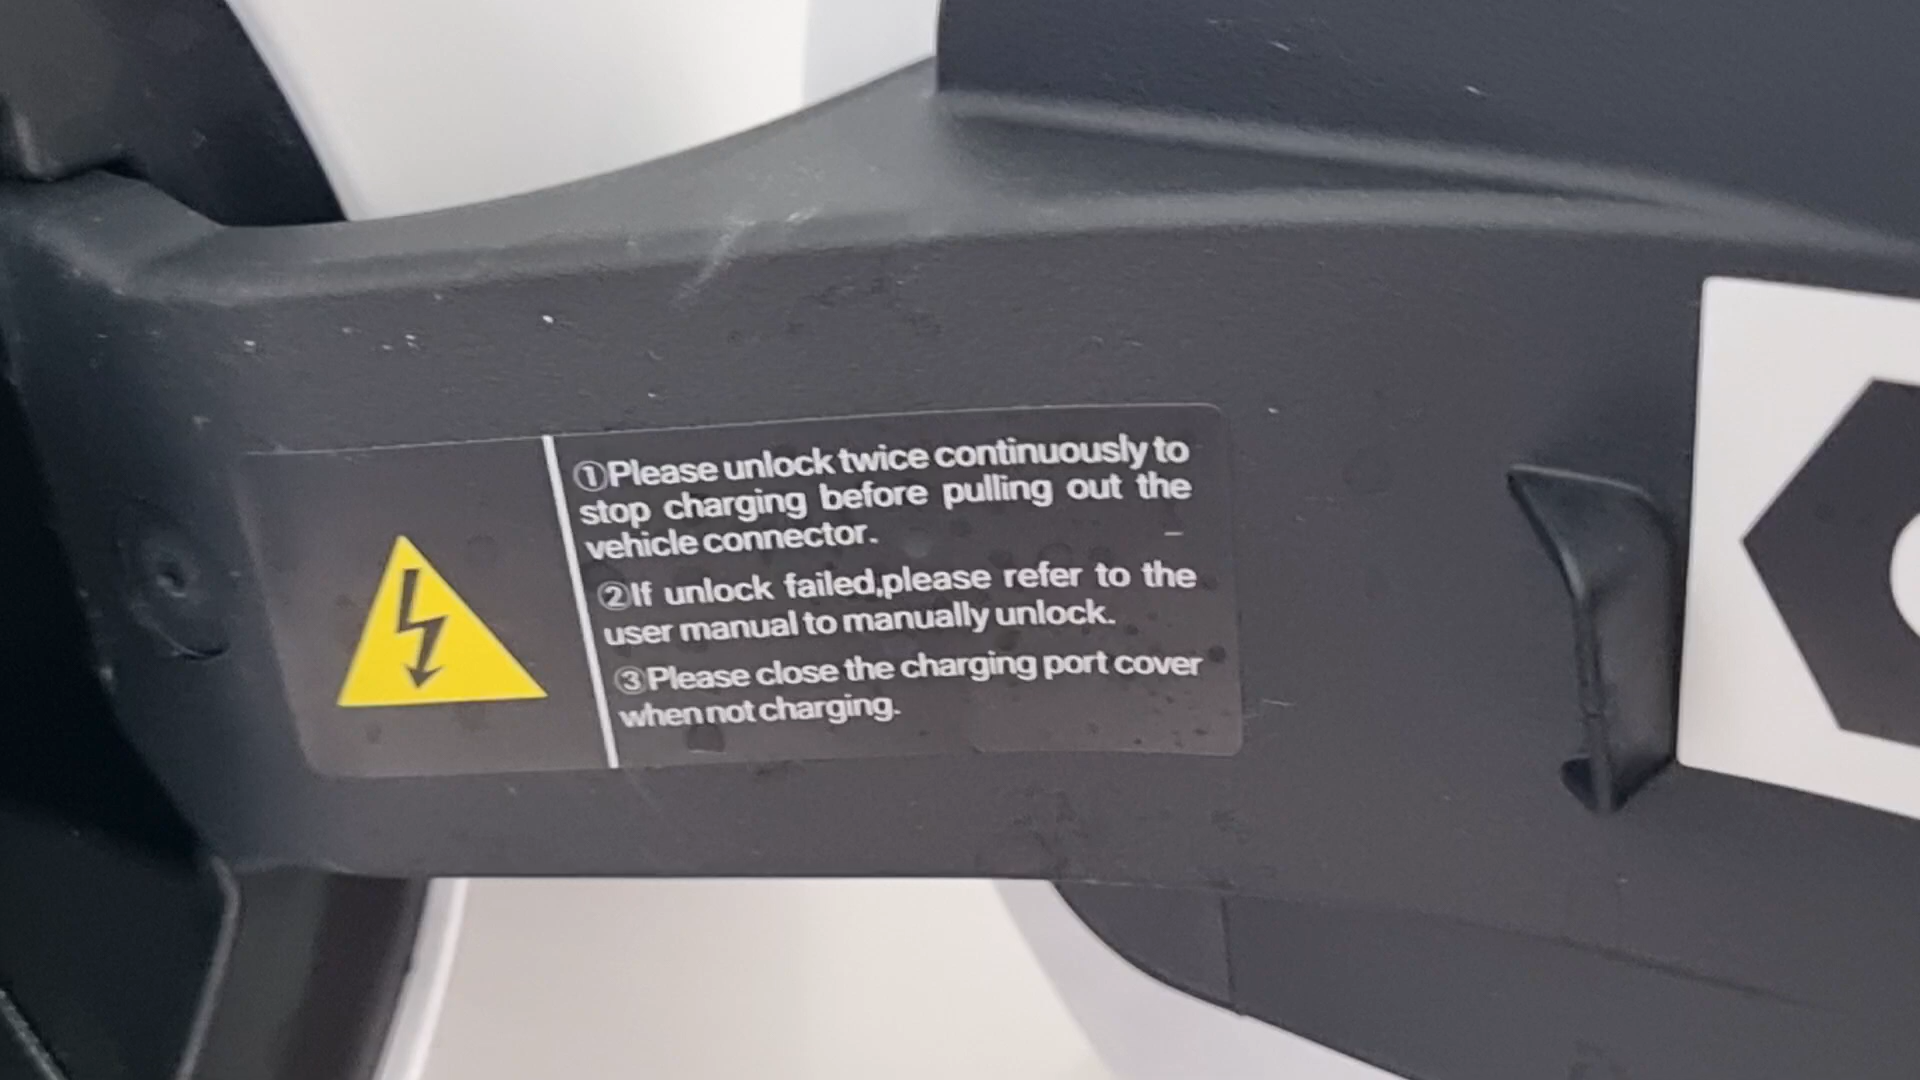 ①Please unlock twice continuously to
stop charging before pulling out the
vehicle connector.
②If unlock failed,please refer to the
user manual to manually unlock.
③Please close the charging port cover
when not charging.